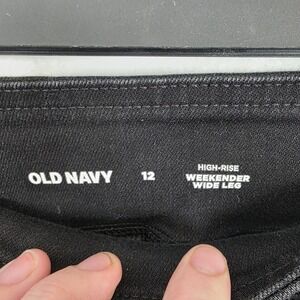 OLD NAVY 12
HIGH-RISE
WEEKENDER
WIDE LEG